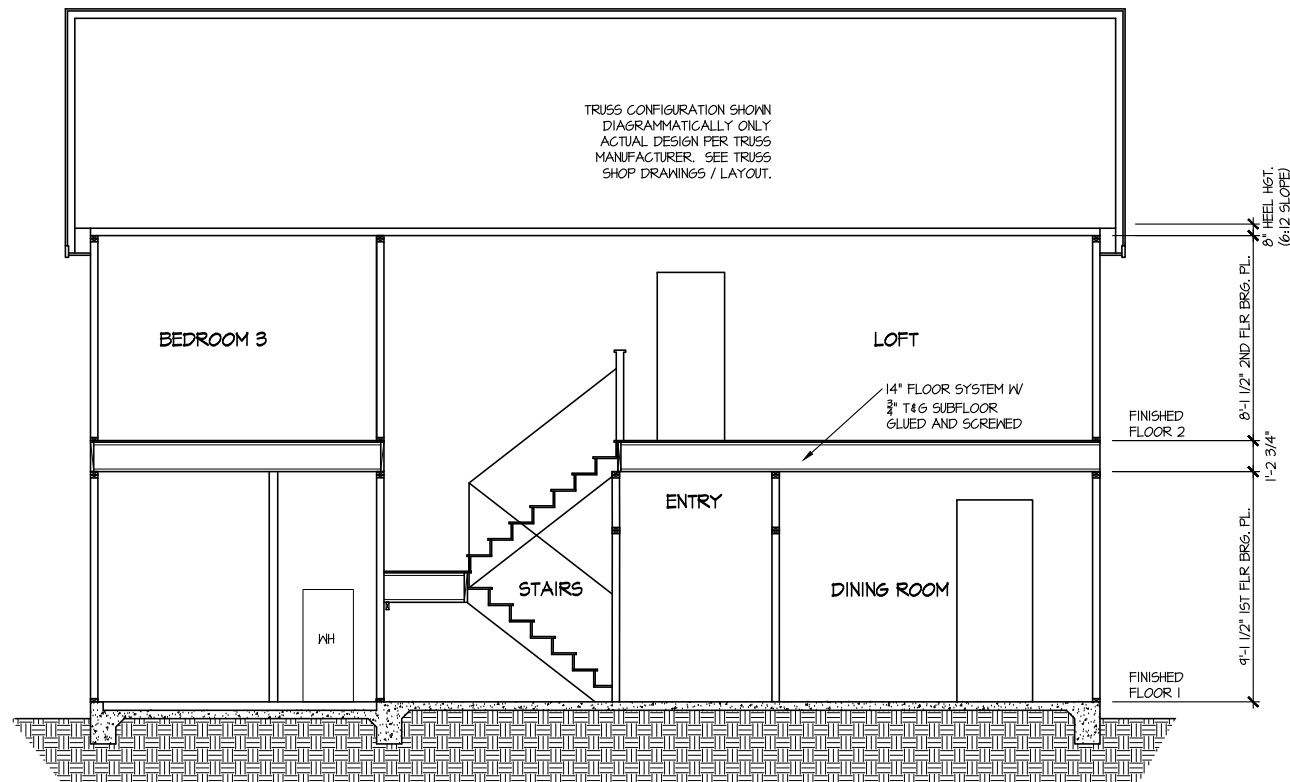 TRUSS CONFIGURATION SHOWN
DIAGRAMMATICALLY ONLY
ACTUAL DESIGN PER TRUSS
MANUFACTURER. SEE TRUSS
SHOP DRAWINGS / LAYOUT.
8" HEEL HGT.
(6:12 SLOPE)
BEDROOM 3
LOFT
8'-1 1/2" 2ND FLR BRG. PL.
14" FLOOR SYSTEM W/
3/4" T&G SUBFLOOR
GLUED AND SCREWED
FINISHED
FLOOR 2
1'-2 3/4"
ENTRY
STAIRS
DINING ROOM
WH
9'-1 1/2" 1ST FLR BRG. PL.
FINISHED
FLOOR 1